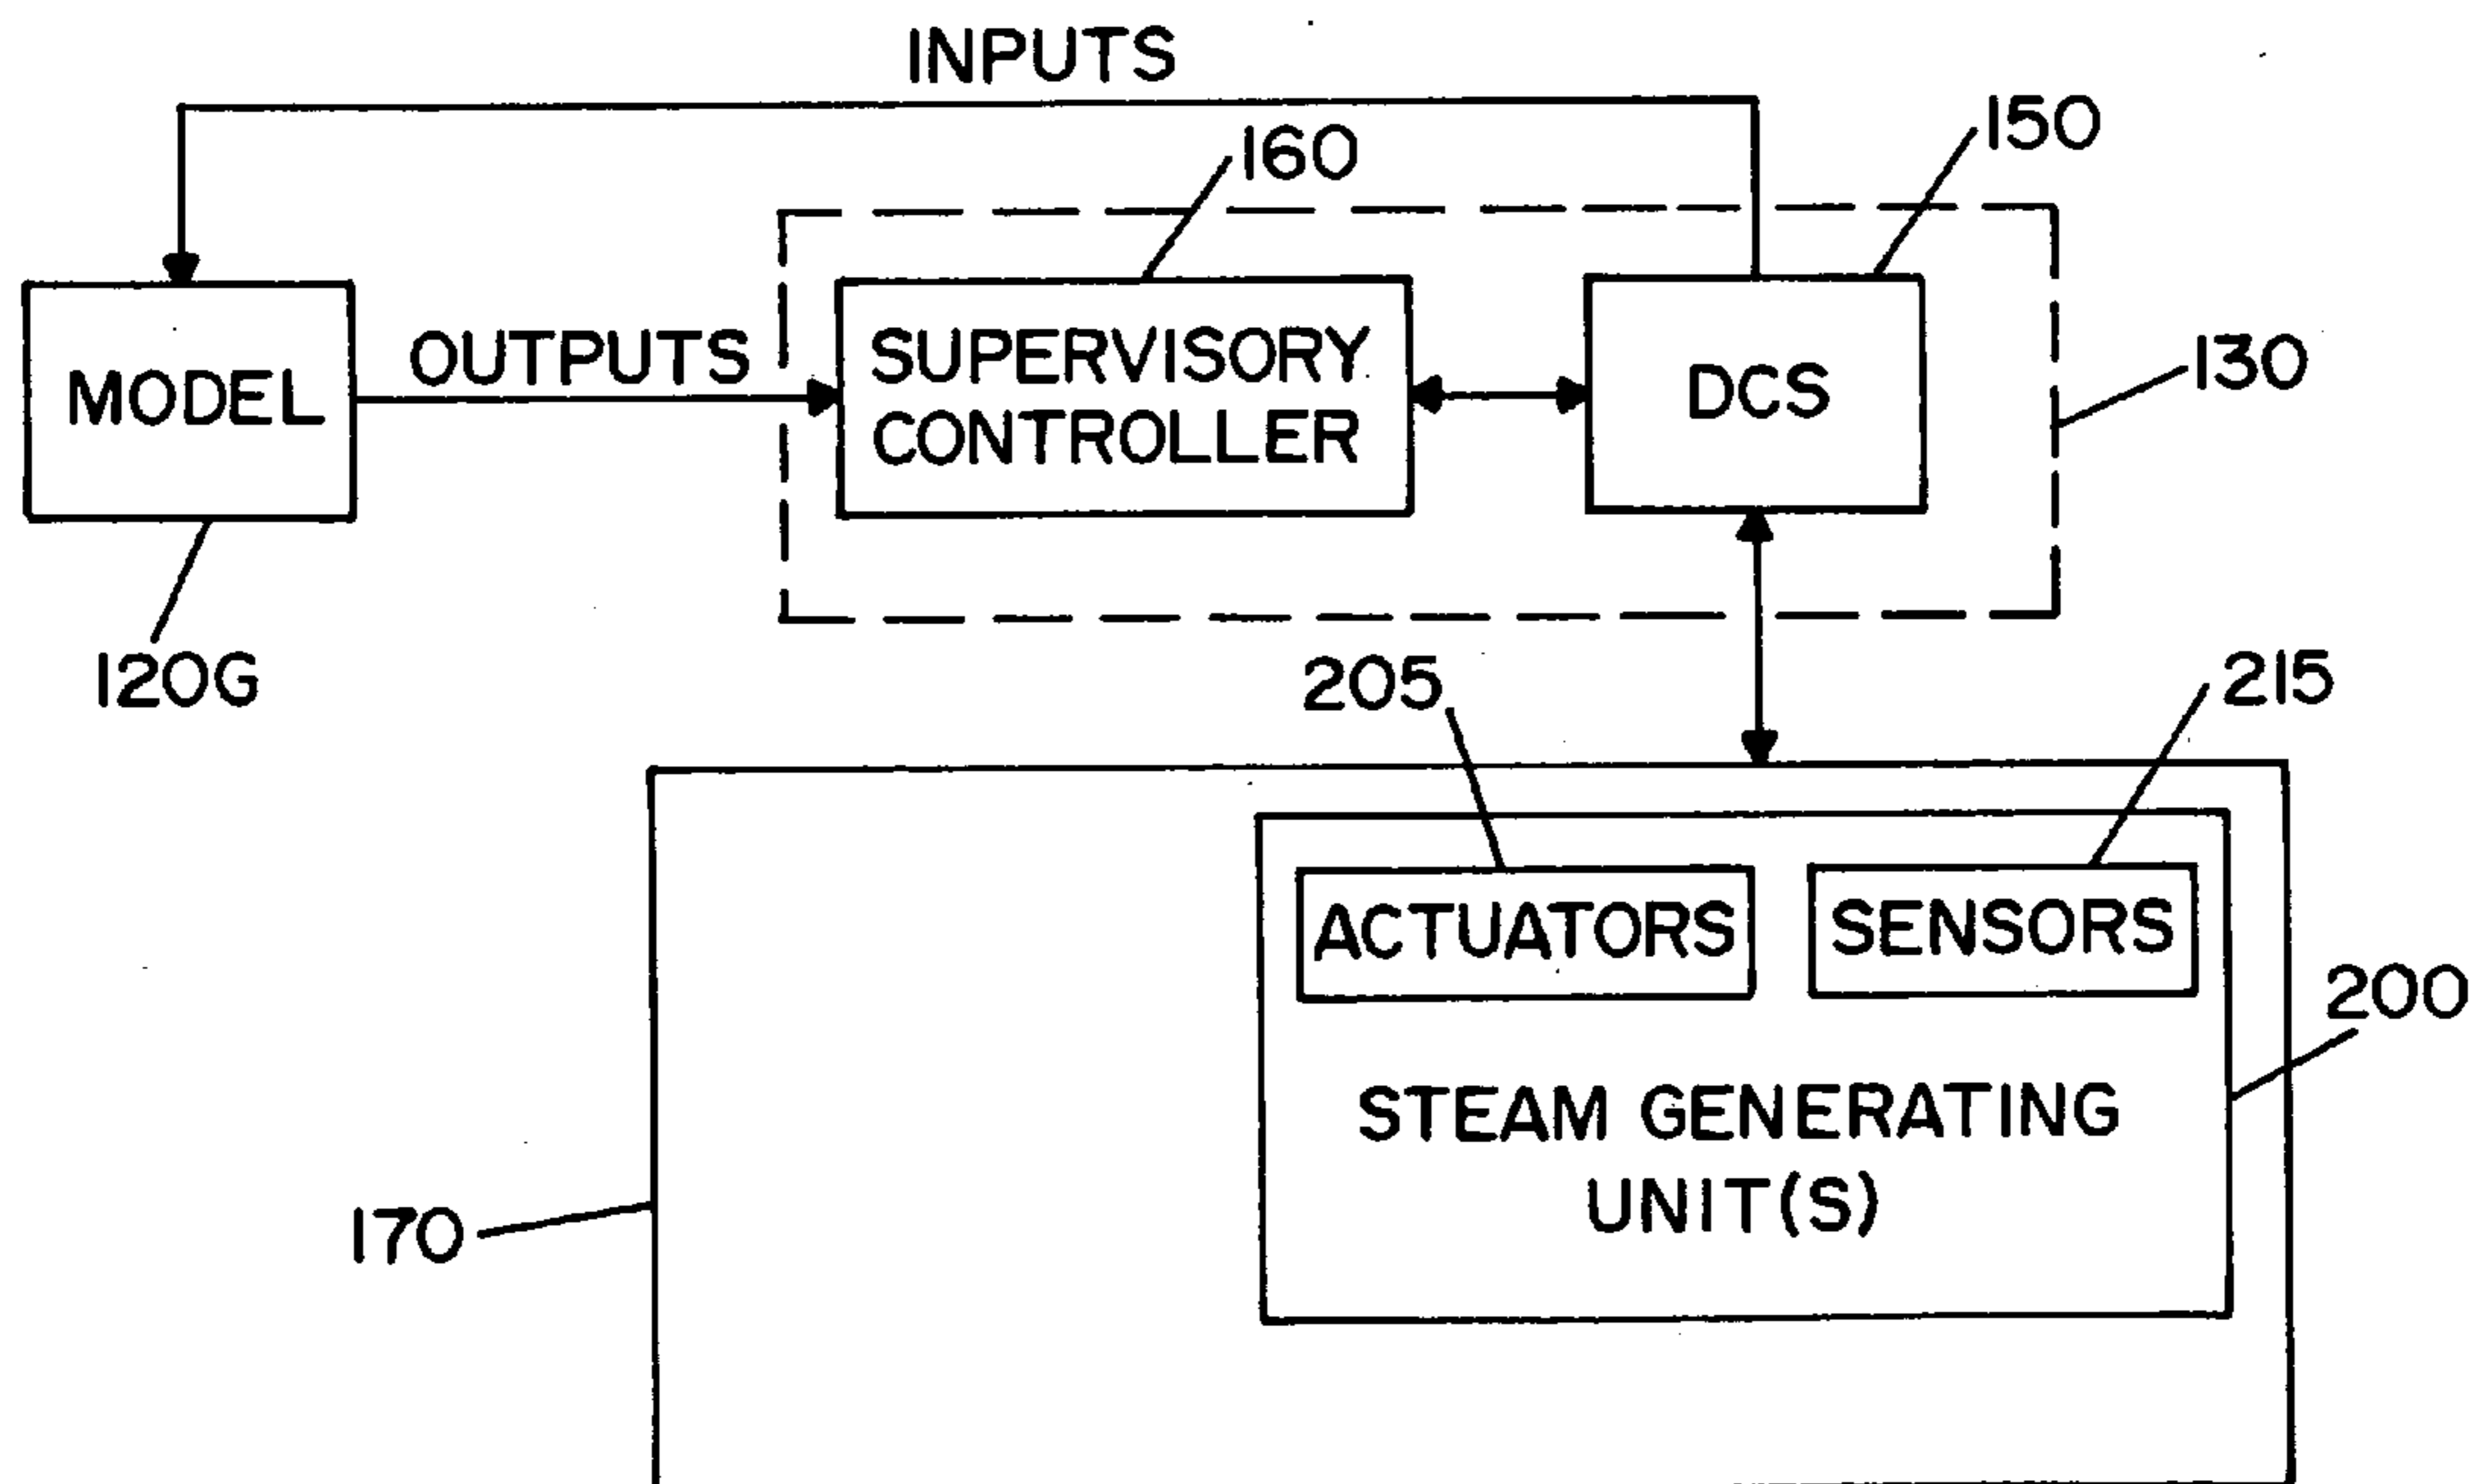 INPUTS
160
150
MODEL
OUTPUTS
SUPERVISORY
CONTROLLER
DCS
130
120G
205
215
ACTUATORS
SENSORS
200
STEAM GENERATING
UNIT(S)
170